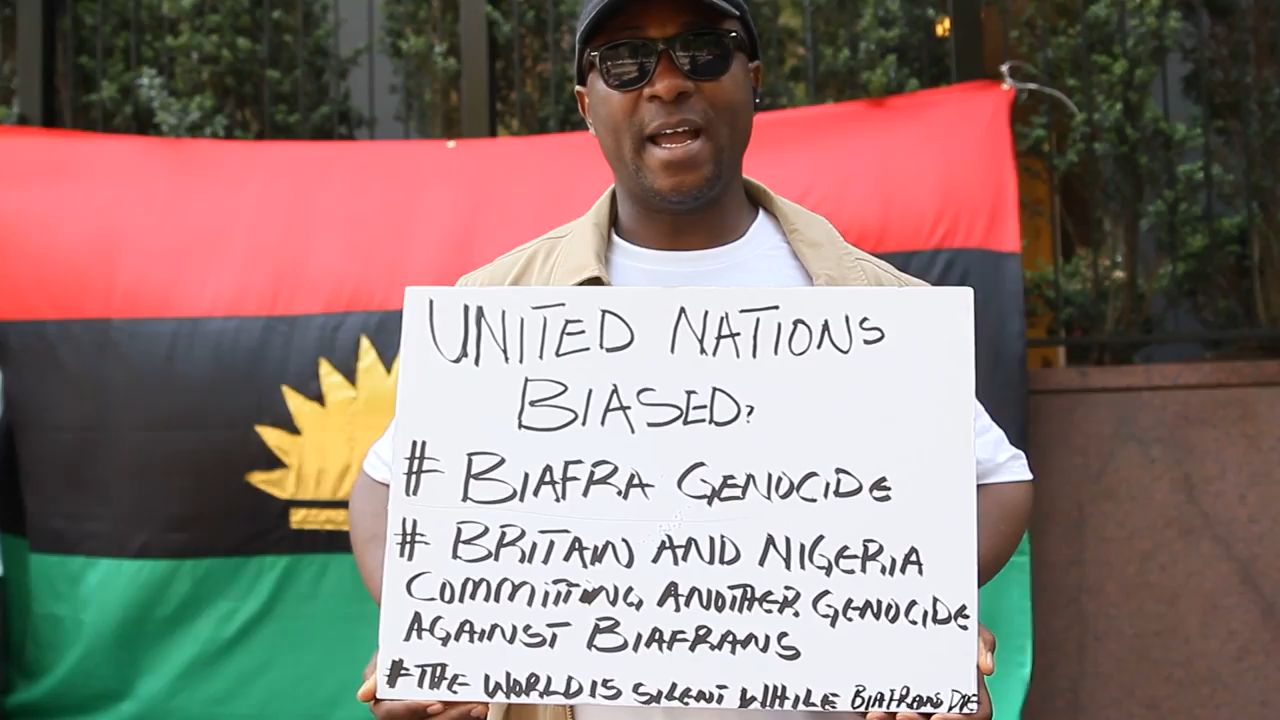 UNITED NATIONS
BIASED?
# BIAFRA GENOCIDE
# BRITAIN AND NIGERIA
COMMITTING ANOTHER GENOCIDE
AGAINST BIAFRANS
#THE WORLD IS SILENT WHILE BIAFRANS DIE